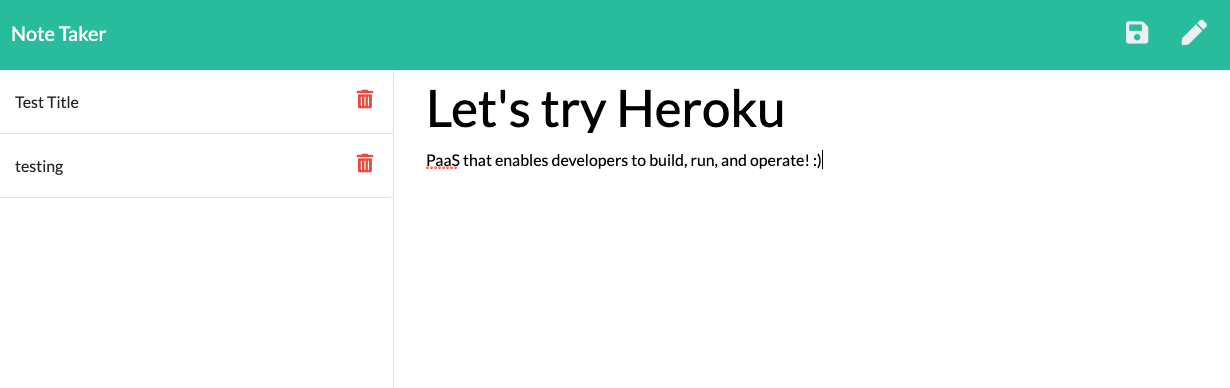 Note Taker
Test Title
testing
Let's try Heroku
PaaS that enables developers to build, run, and operate! :)